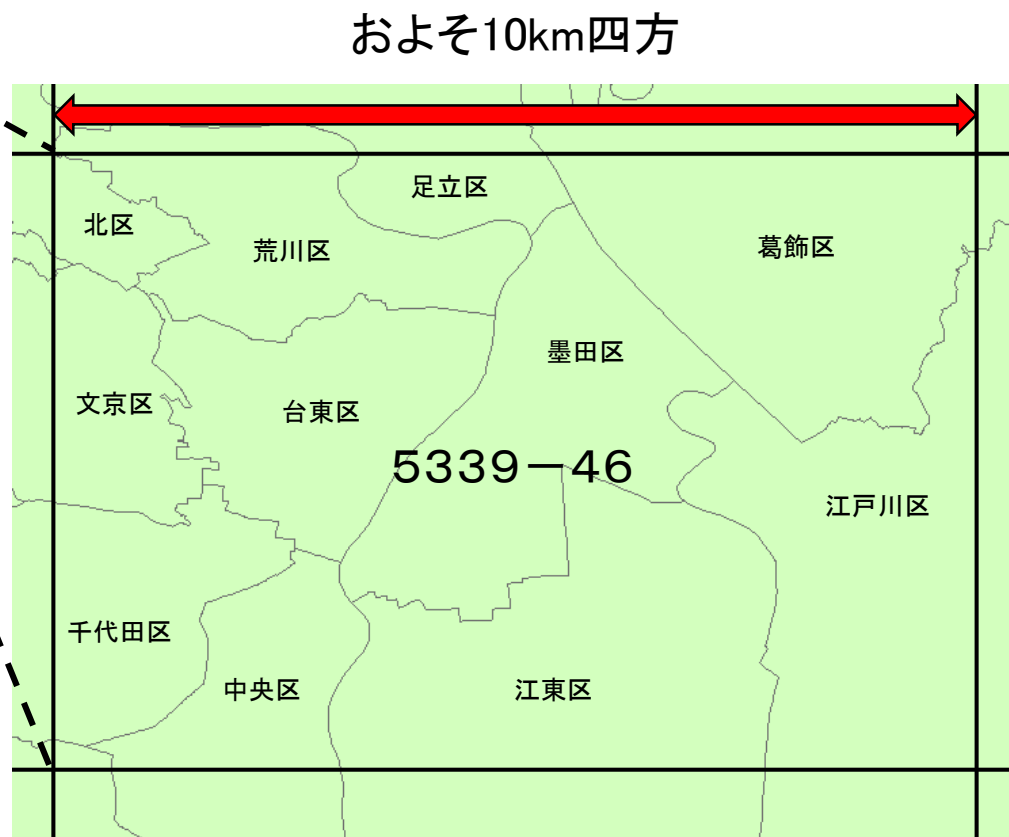 およそ10km四方
足立区
北区
荒川区
葛飾区
墨田区
文京区
台東区
5339－46
江戸川区
千代田区
中央区
江東区